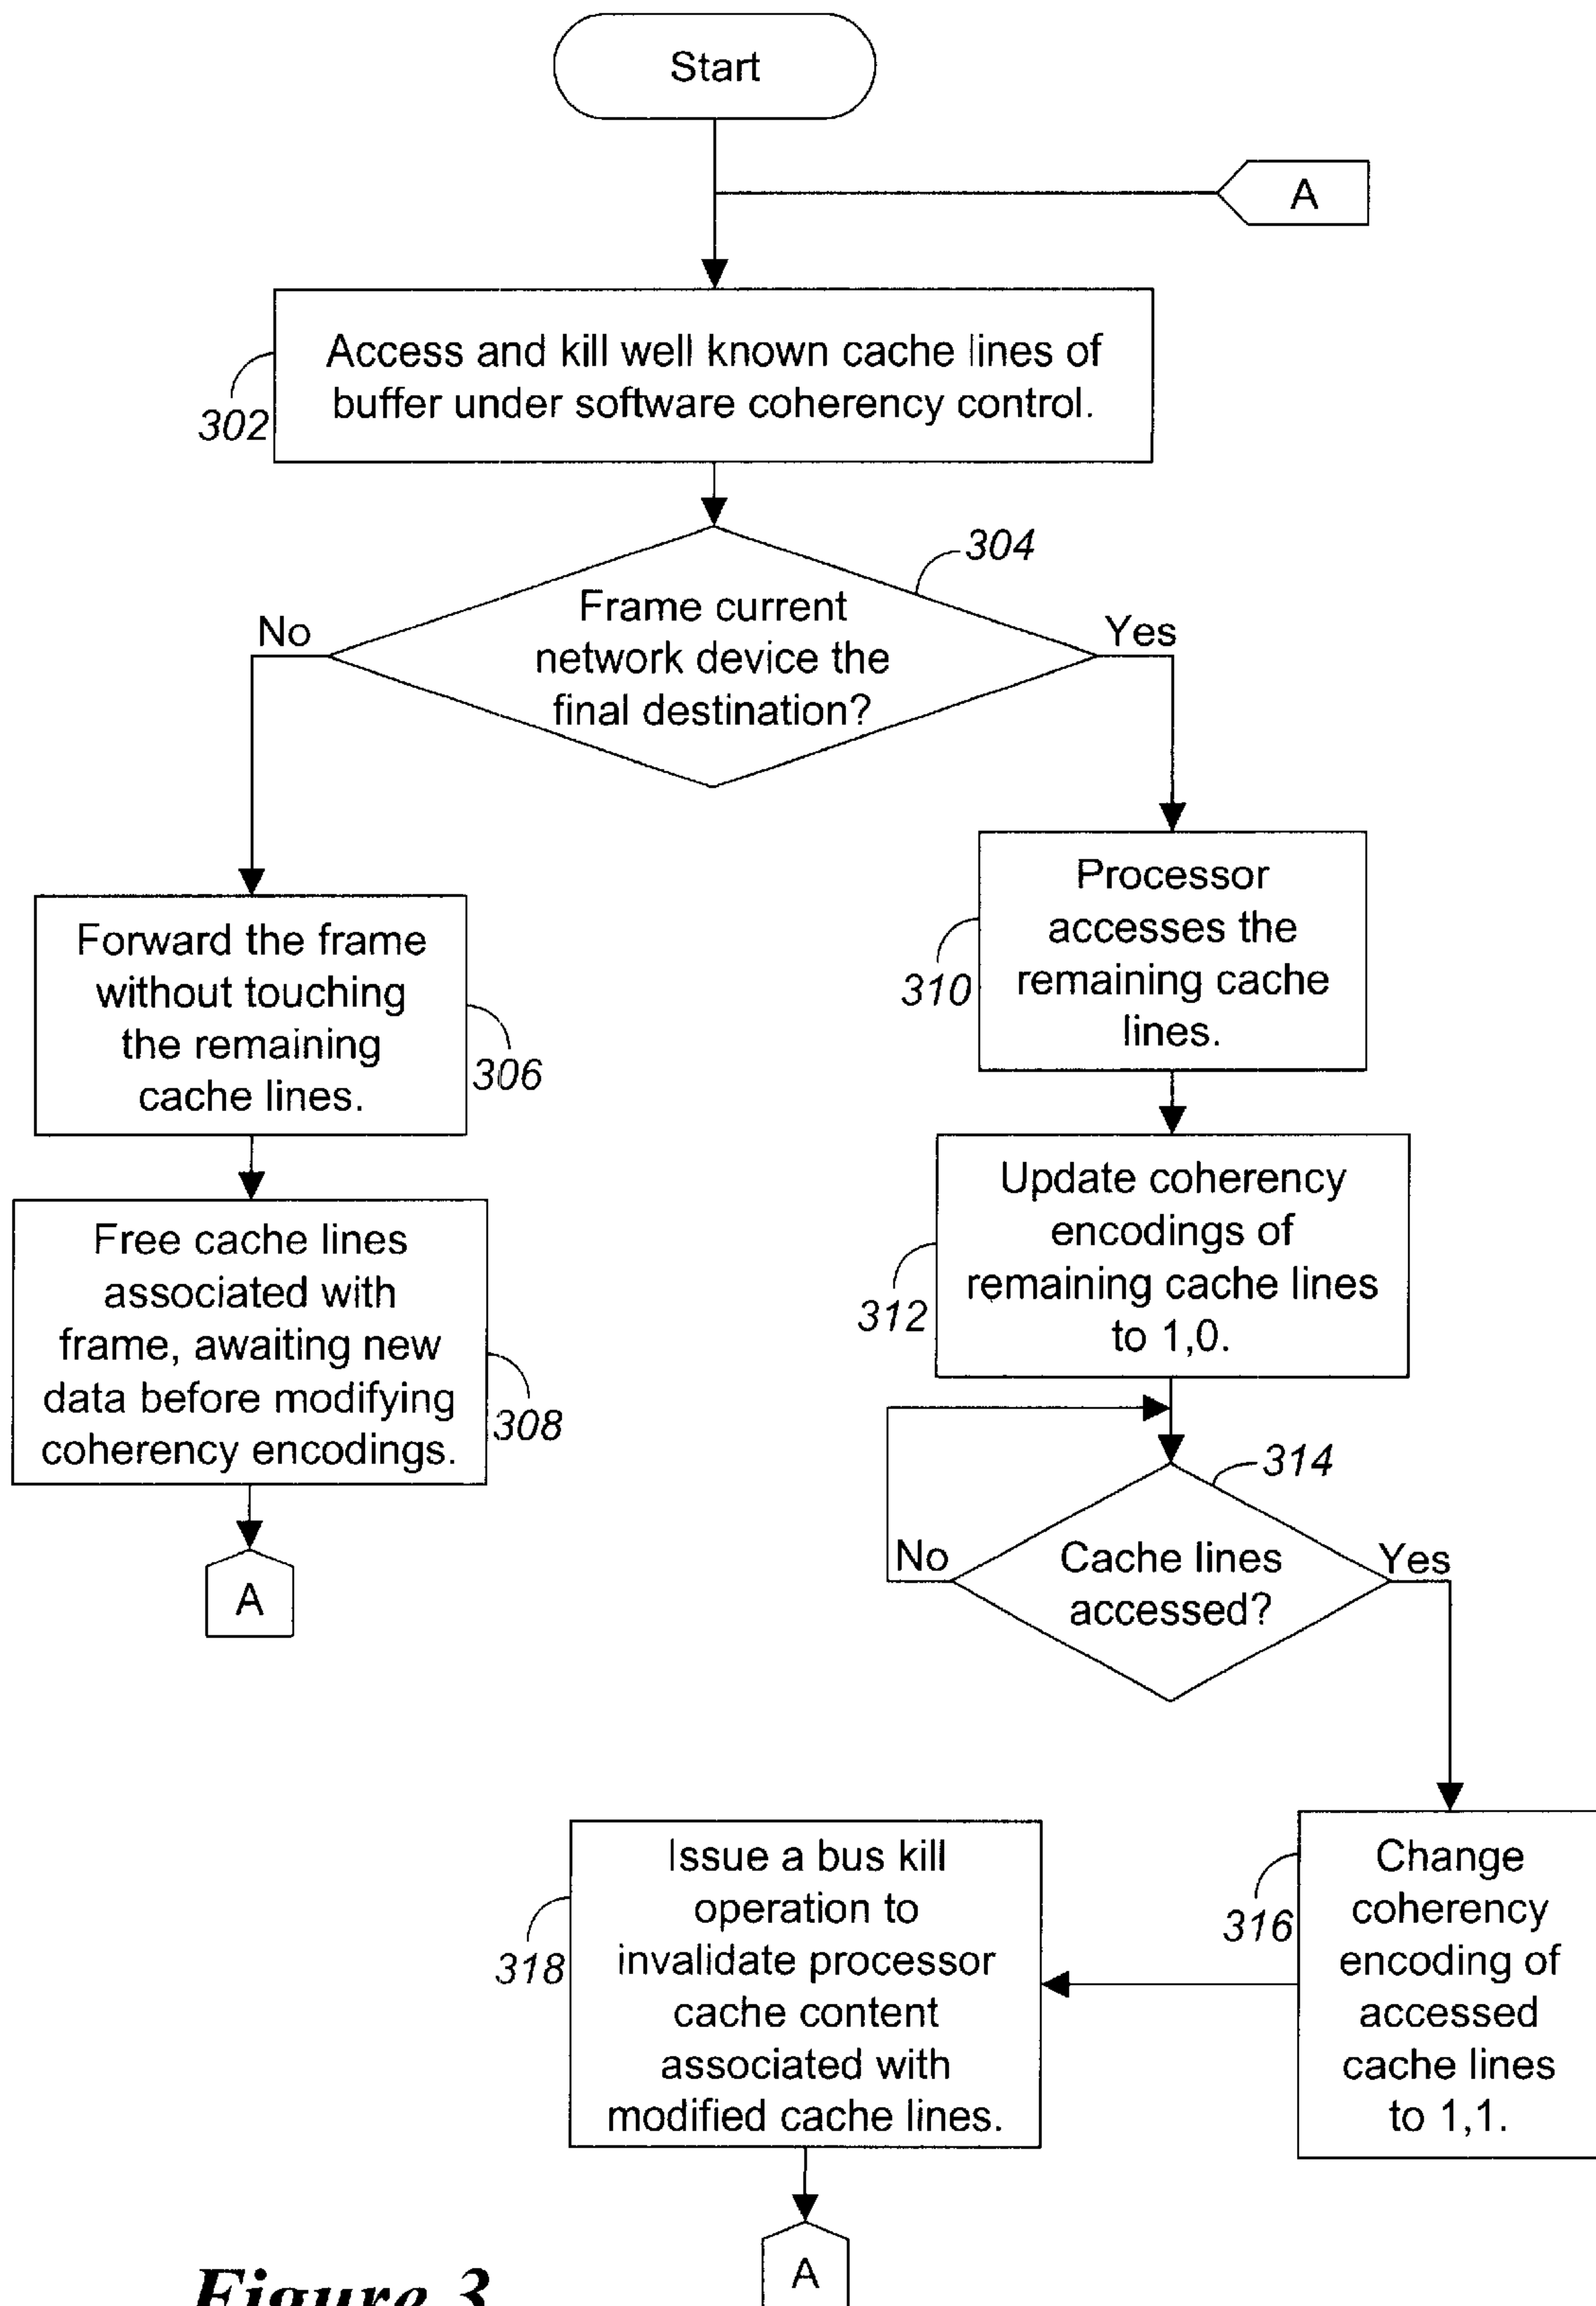 Start
A
Access and kill well known cache lines of
buffer under software coherency control.
302
304
Frame current
network device the
final destination?
No
Yes
Forward the frame
without touching
the remaining
cache lines.
306
Free cache lines
associated with
frame, awaiting new
data before modifying
coherency encodings.
308
A
Processor
accesses the
remaining cache
lines.
310
Update coherency
encodings of
remaining cache lines
to 1,0.
312
314
Cache lines
accessed?
No
Yes
Change
coherency
encoding of
accessed
cache lines
to 1,1.
316
Issue a bus kill
operation to
invalidate processor
cache content
associated with
modified cache lines.
318
A
Figure 3